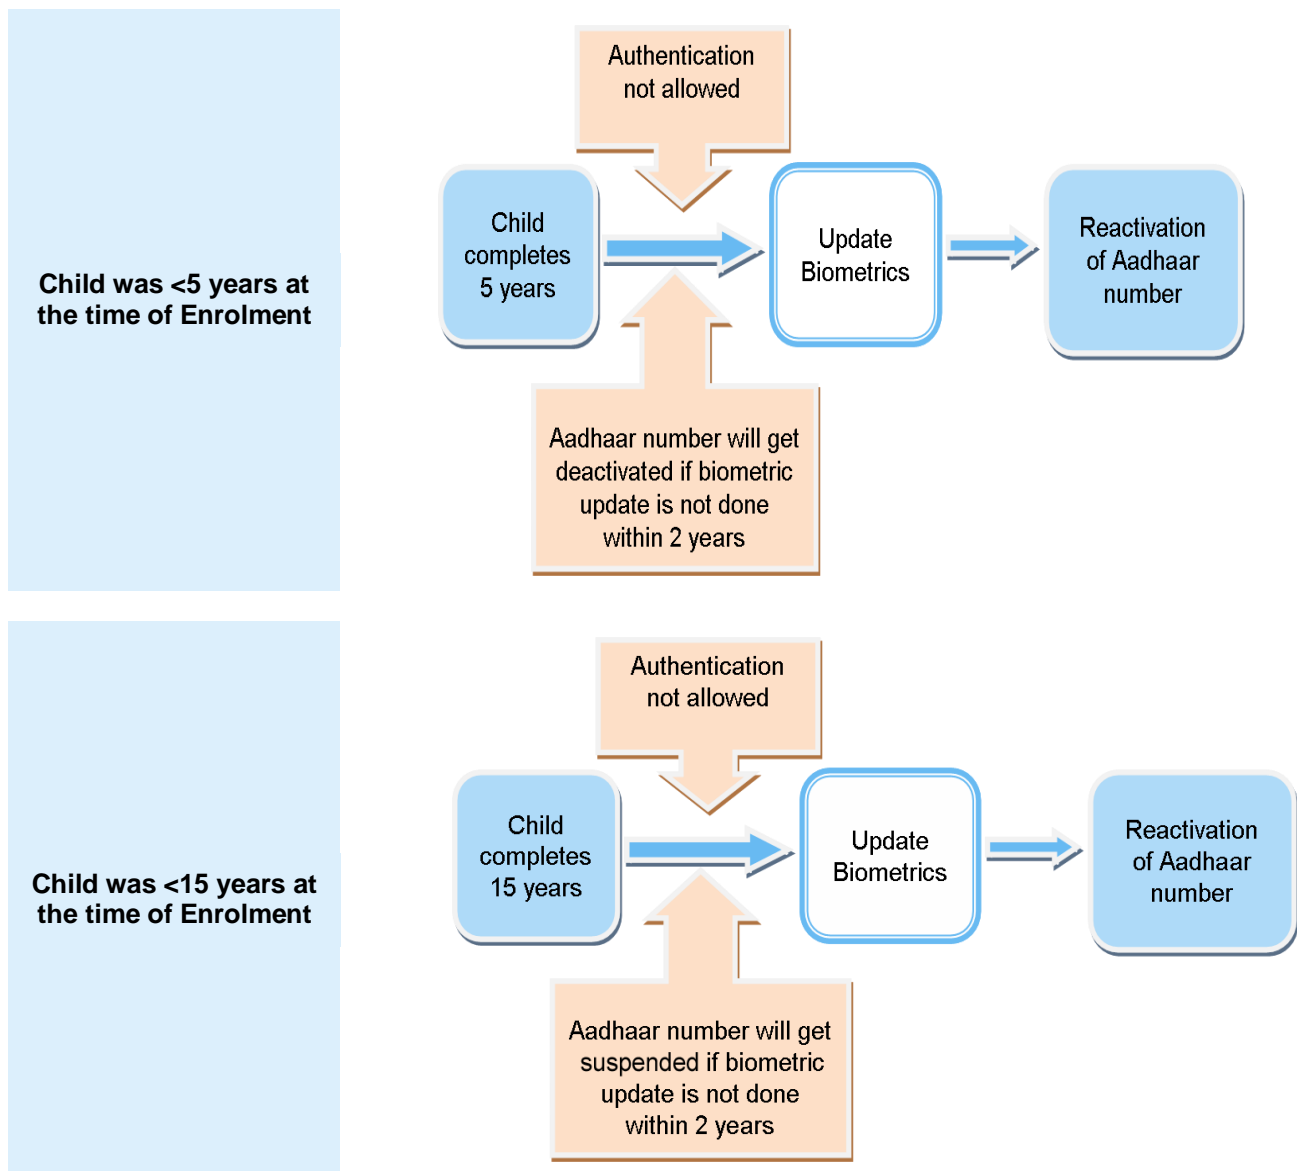 Child was <5 years at
the time of Enrolment
Authentication
not allowed
Child
completes
5 years
Update
Biometrics
Reactivation
of Aadhaar
number
Aadhaar number will get
deactivated if biometric
update is not done
within 2 years
Child was <15 years at
the time of Enrolment
Authentication
not allowed
Child
completes
15 years
Update
Biometrics
Reactivation
of Aadhaar
number
Aadhaar number will get
suspended if biometric
update is not done
within 2 years